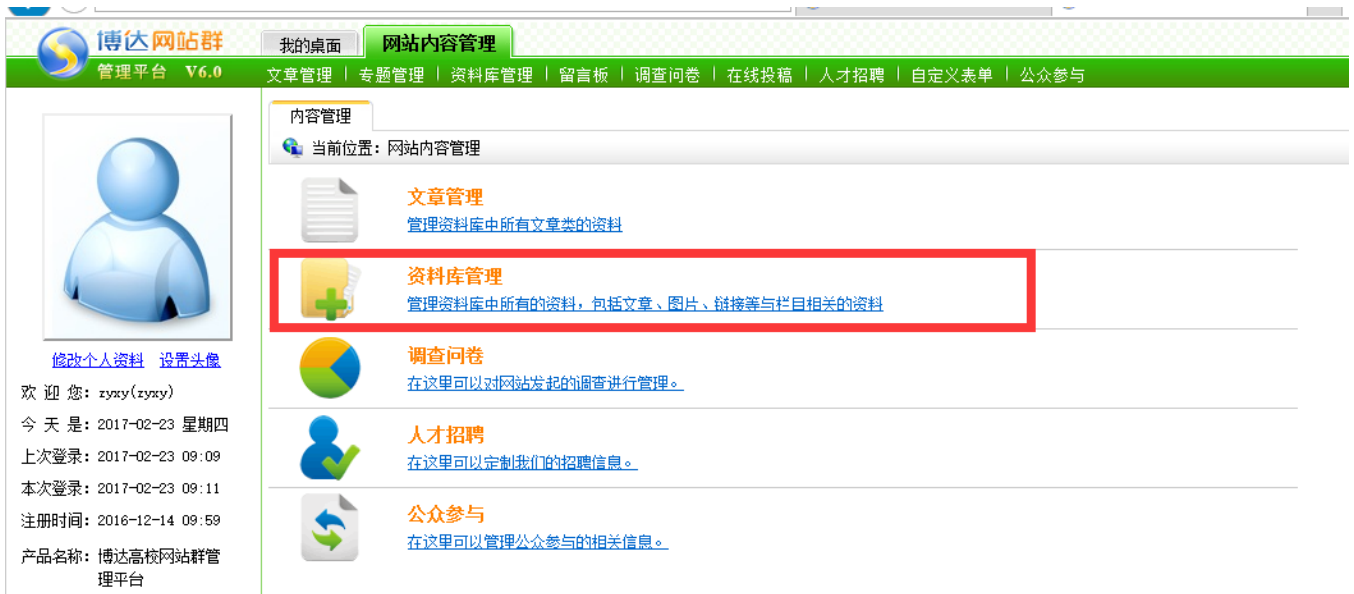 博达网站群
管理平台 V6.0
我的桌面 网站内容管理
文章管理 | 专题管理 | 资料库管理 | 留言板 | 调查问卷 | 在线投稿 | 人才招聘 | 自定义表单 | 公众参与
内容管理
当前位置：网站内容管理
文章管理
管理资料库中所有文章类的资料
资料库管理
管理资料库中所有的资料，包括文章、图片、链接等与栏目相关的资料
调查问卷
在这里可以对网站发起的调查进行管理。
人才招聘
在这里可以定制我们的招聘信息。
公众参与
在这里可以管理公众参与的相关信息。
修改个人资料 设置头像
欢 迎 您：zyxy(zyxy)
今 天 是：2017-02-23 星期四
上次登录：2017-02-23 09:09
本次登录：2017-02-23 09:11
注册时间：2016-12-14 09:59
产品名称：博达高校网站群管
理平台